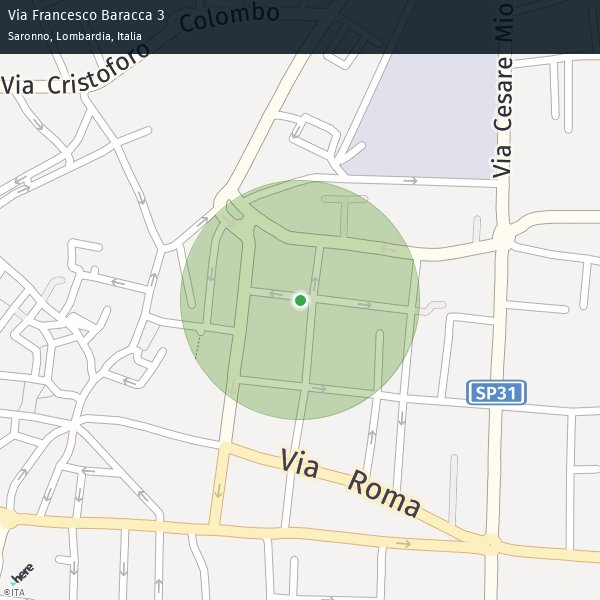 Via Francesco Baracca 3
Saronno, Lombardia, Italia
Via Cristoforo Colombo
Via Cesare Mio
SP31
Via Roma
here
©ITA